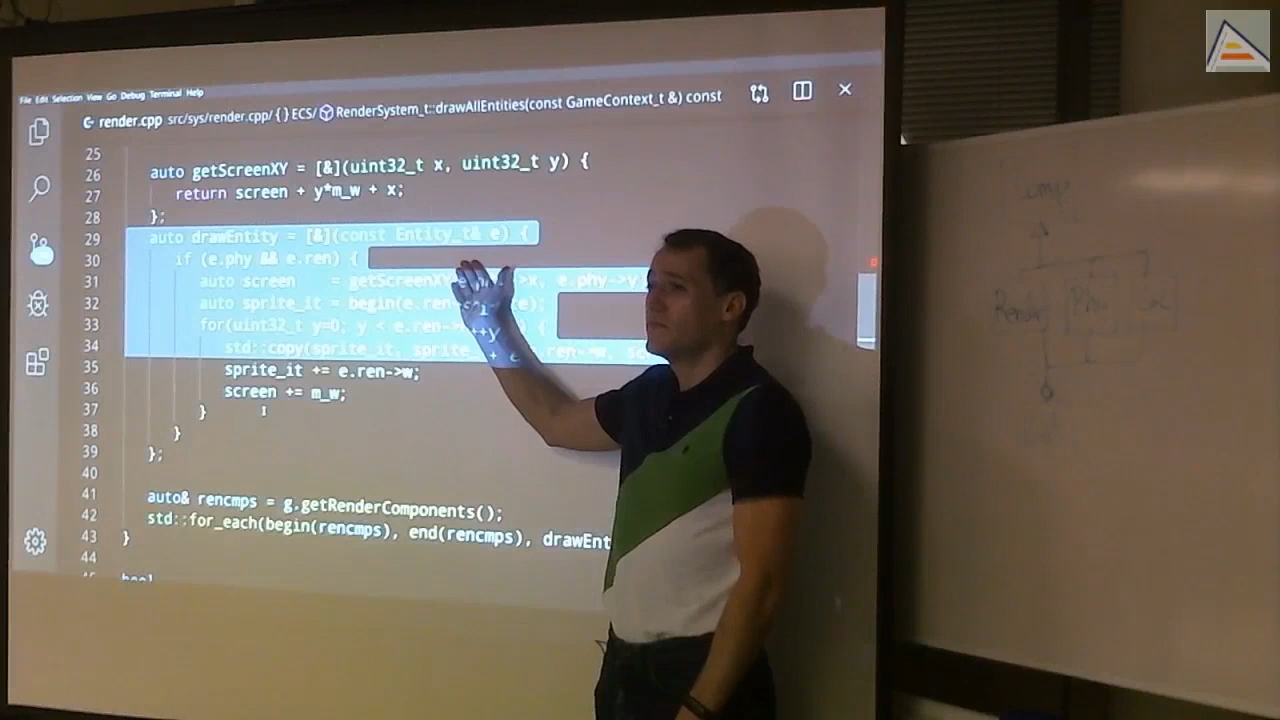 File Edit Selection View Go Debug Terminal Help
render.cpp src/sys/render.cpp/ {} ECS/ RenderSystem_t::drawAllEntities(const GameContext_t &) const
25
26 auto getScreenXY = [&](uint32_t x, uint32_t y) {
27 return screen + y*m_w + x;
28 };
29 auto drawEntity = [&](const Entity_t& e) {
30 if (e.phy && e.ren) {
31 auto screen = getScreenXY x, e.phy->y
32 auto sprite_it = begin(e.ren
33 for(uint32_t y=0; y < e.ren-> ++y {
34 std::copy(sprite_it, + ren->w,
35 sprite_it += e.ren->w;
36 screen += m_w;
37 }
38 }
39 };
40
41 auto& rencmps = g.getRenderComponents();
42 std::for_each(begin(rencmps), end(rencmps), drawEnt
43 }
44
Render Phy